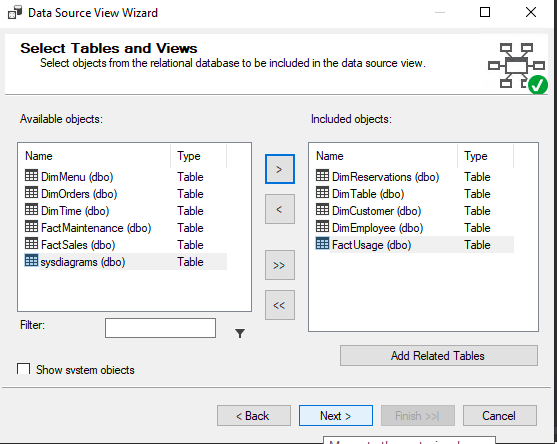 Data Source View Wizard
Select Tables and Views
Select objects from the relational database to be included in the data source view.
Available objects:
Included objects:
Name Type
DimMenu (dbo) Table
DimOrders (dbo) Table
DimTime (dbo) Table
FactMaintenance (dbo) Table
FactSales (dbo) Table
sysdiagrams (dbo) Table
>
<
>>
<<
Name Type
DimReservations (dbo) Table
DimTable (dbo) Table
DimCustomer (dbo) Table
DimEmployee (dbo) Table
FactUsage (dbo) Table
Filter:
Add Related Tables
Show system objects
< Back
Next >
Finish >>|
Cancel